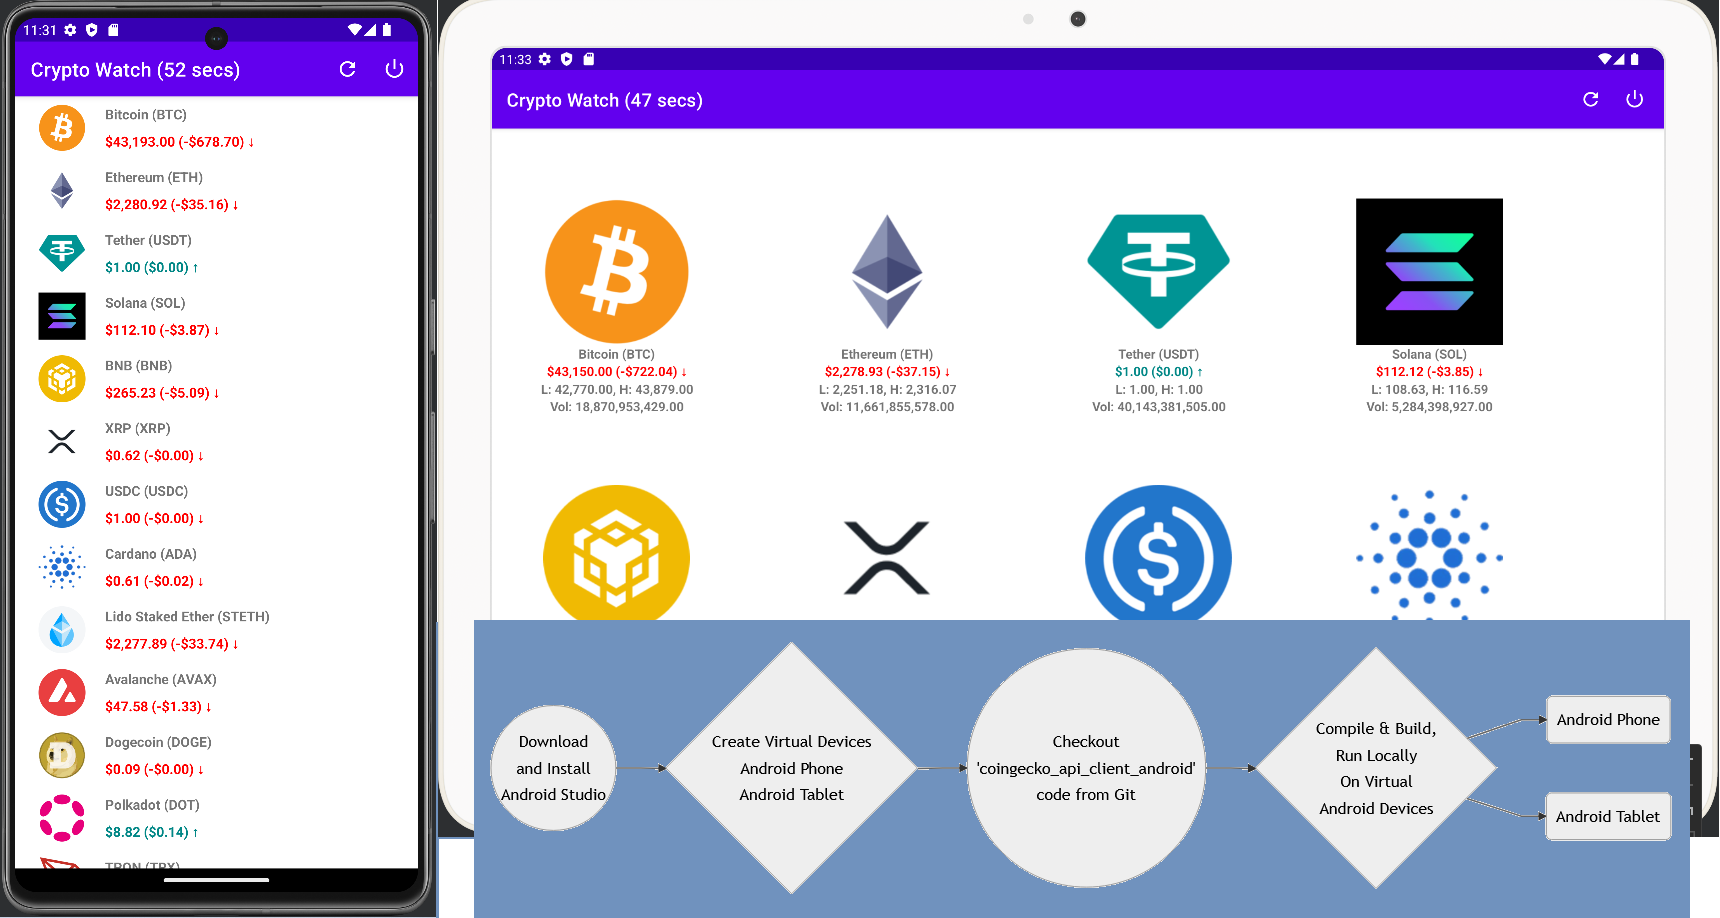 11:31
Crypto Watch (52 secs)
Bitcoin (BTC)
$43,193.00 (-$678.70) ↓
Ethereum (ETH)
$2,280.92 (-$35.16) ↓
Tether (USDT)
$1.00 ($0.00) ↑
Solana (SOL)
$112.10 (-$3.87) ↓
BNB (BNB)
$265.23 (-$5.09) ↓
XRP (XRP)
$0.62 (-$0.00) ↓
USDC (USDC)
$1.00 (-$0.00) ↓
Cardano (ADA)
$0.61 (-$0.02) ↓
Lido Staked Ether (STETH)
$2,277.89 (-$33.74) ↓
Avalanche (AVAX)
$47.58 (-$1.33) ↓
Dogecoin (DOGE)
$0.09 (-$0.00) ↓
Polkadot (DOT)
$8.82 ($0.14) ↑
TRON (TRX)
11:33
Crypto Watch (47 secs)
Bitcoin (BTC)
$43,150.00 (-$722.04) ↓
L: 42,770.00, H: 43,879.00
Vol: 18,870,953,429.00
Ethereum (ETH)
$2,278.93 (-$37.15) ↓
L: 2,251.18, H: 2,316.07
Vol: 11,661,855,578.00
Tether (USDT)
$1.00 ($0.00) ↑
L: 1.00, H: 1.00
Vol: 40,143,381,505.00
Solana (SOL)
$112.12 (-$3.85) ↓
L: 108.63, H: 116.59
Vol: 5,284,398,927.00
Download
and Install
Android Studio
Create Virtual Devices
Android Phone
Android Tablet
Checkout
'coingecko_api_client_android'
code from Git
Compile & Build,
Run Locally
On Virtual
Android Devices
Android Phone
Android Tablet